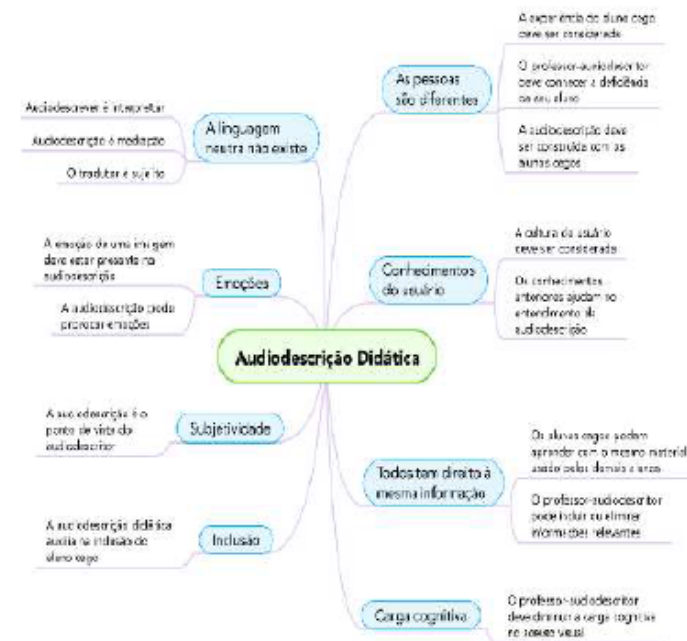 Audiodescrição Didática
A linguagem
neutra não existe
Audiodescrever é interpretar
Audiodescrição é mediação
O tradutor é sujeito
Emoções
A emoção de uma imagem
deve estar presente na
audiodescrição
A audiodescrição pode
provocar emoções
Subjetividade
A audiodescrição é o
ponto de vista do
audiodescritor
Inclusão
A audiodescrição didática
auxilia na inclusão do
aluno cego
As pessoas
são diferentes
A experiência do aluno cego
deve ser considerada
O professor-audiodescritor
deve conhecer a deficiência
de seu aluno
A audiodescrição deve
ser construída com os
alunos cegos
Conhecimentos
do usuário
A cultura do usuário
deve ser considerada
Os conhecimentos
anteriores ajudam no
entendimento da
audiodescrição
Todos tem direito à
mesma informação
Os alunos cegos podem
aprender com o mesmo material
usado pelos demais alunos
O professor-audiodescritor
pode incluir ou eliminar
informações relevantes
Carga cognitiva
O professor-audiodescritor
deve diminuir a carga cognitiva
no acesso visual